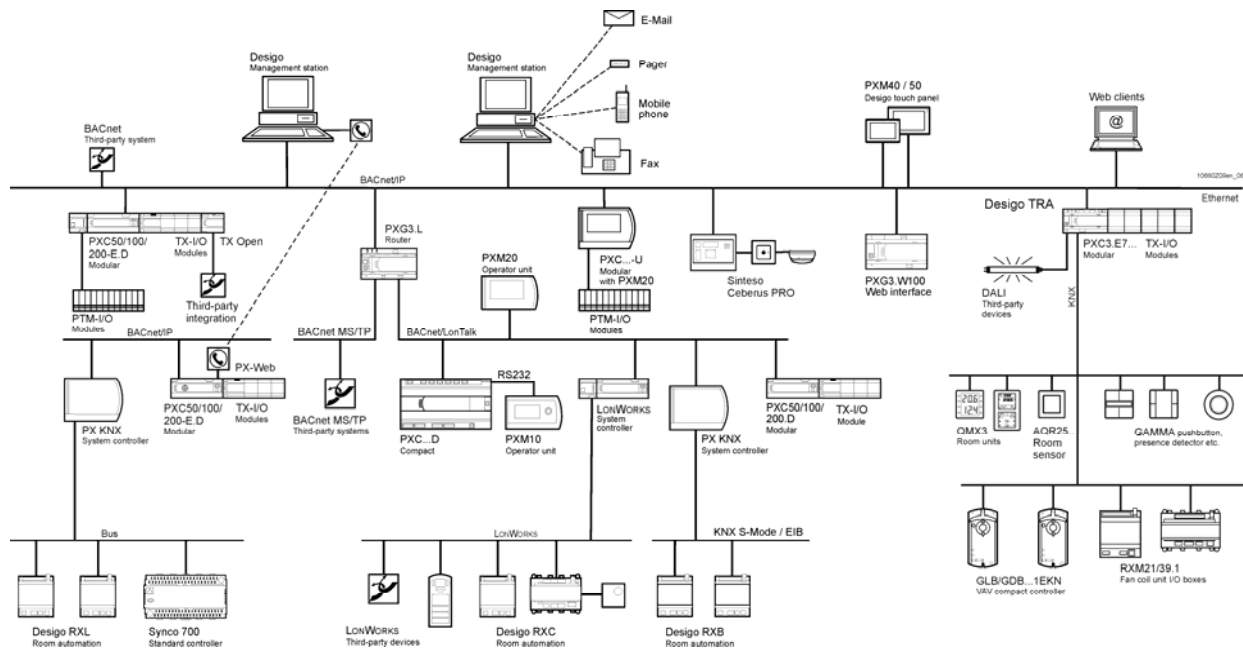 E-Mail
Desigo
Management station
Desigo
Management station
Pager
PXM40 / 50
Desigo touch panel
Web clients
@
Mobile
phone
BACnet
Third-party system
Fax
BACnet/IP
10660Z09en_06
Ethernet
Desigo TRA
PXG3.L
Router
PXC50/100/
200-E.D
Modular
TX-I/O
Modules
TX Open
PXM20
Operator unit
PXC...-U
Modular
with PXM20
Sinteso
Ceberus PRO
PXG3.W100
Web interface
PXC3.E7...
Modular
TX-I/O
Modules
DALI
Third-party
devices
KNX
PTM-I/O
Modules
Third-party
integration
PTM-I/O
Modules
BACnet/IP
BACnet MS/TP
BACnet/LonTalk
PX-Web
RS232
PX KNX
System controller
PXC50/100/
200-E.D
Modular
TX-I/O
Modules
BACnet MS/TP
Third-party systems
PXC...D
Compact
PXM10
Operator unit
LONWORKS
System
controller
PX KNX
System controller
PXC50/100/
200.D
Modular
TX-I/O
Module
20.6
12.4
QMX3
Room units
AQR25...
Room
sensor
GAMMA pushbutton,
presence detector etc.
KNX
Bus
LONWORKS
KNX S-Mode / EIB
GLB/GDB...1EKN
VAV compact controller
RXM21/39.1
Fan coil unit I/O boxes
Desigo RXL
Room automation
Synco 700
Standard controller
LONWORKS
Third-party devices
Desigo RXC
Room automation
Desigo RXB
Room automation